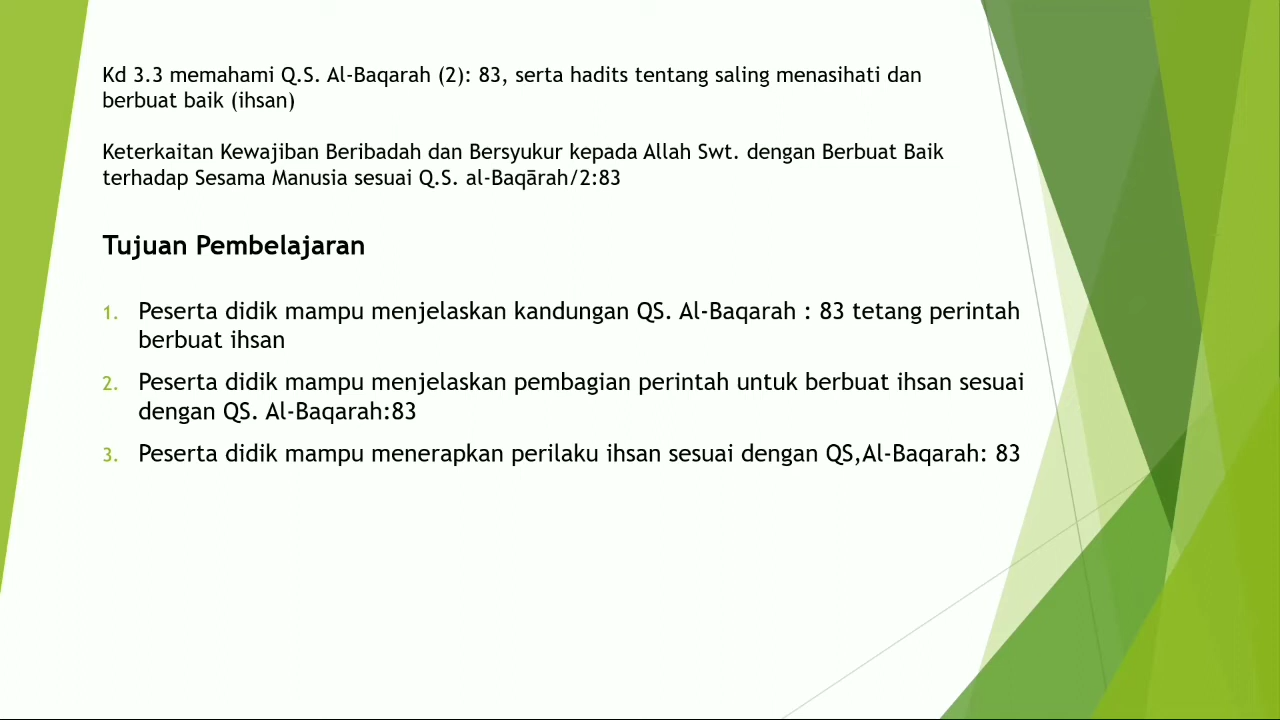 Kd 3.3 memahami Q.S. Al-Baqarah (2): 83, serta hadits tentang saling menasihati dan
berbuat baik (ihsan)
Keterkaitan Kewajiban Beribadah dan Bersyukur kepada Allah Swt. dengan Berbuat Baik
terhadap Sesama Manusia sesuai Q.S. al-Baqārah/2:83
Tujuan Pembelajaran
1. Peserta didik mampu menjelaskan kandungan QS. Al-Baqarah : 83 tetang perintah
berbuat ihsan
2. Peserta didik mampu menjelaskan pembagian perintah untuk berbuat ihsan sesuai
dengan QS. Al-Baqarah:83
3. Peserta didik mampu menerapkan perilaku ihsan sesuai dengan QS,Al-Baqarah: 83